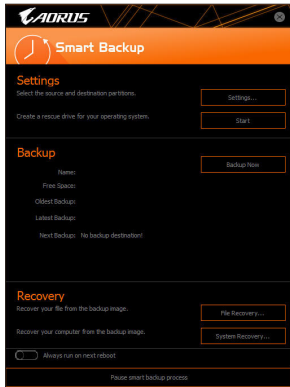 AORUS
Smart Backup
Settings
Select the source and destination partitions.
Settings...
Create a rescue drive for your operating system.
Start
Backup
Backup Now
Name:
Free Space:
Oldest Backup:
Latest Backup:
Next Backup: No backup destination!
Recovery
Recover your file from the backup image.
File Recovery...
Recover your computer from the backup image.
System Recovery...
Always run on next reboot
Pause smart backup process